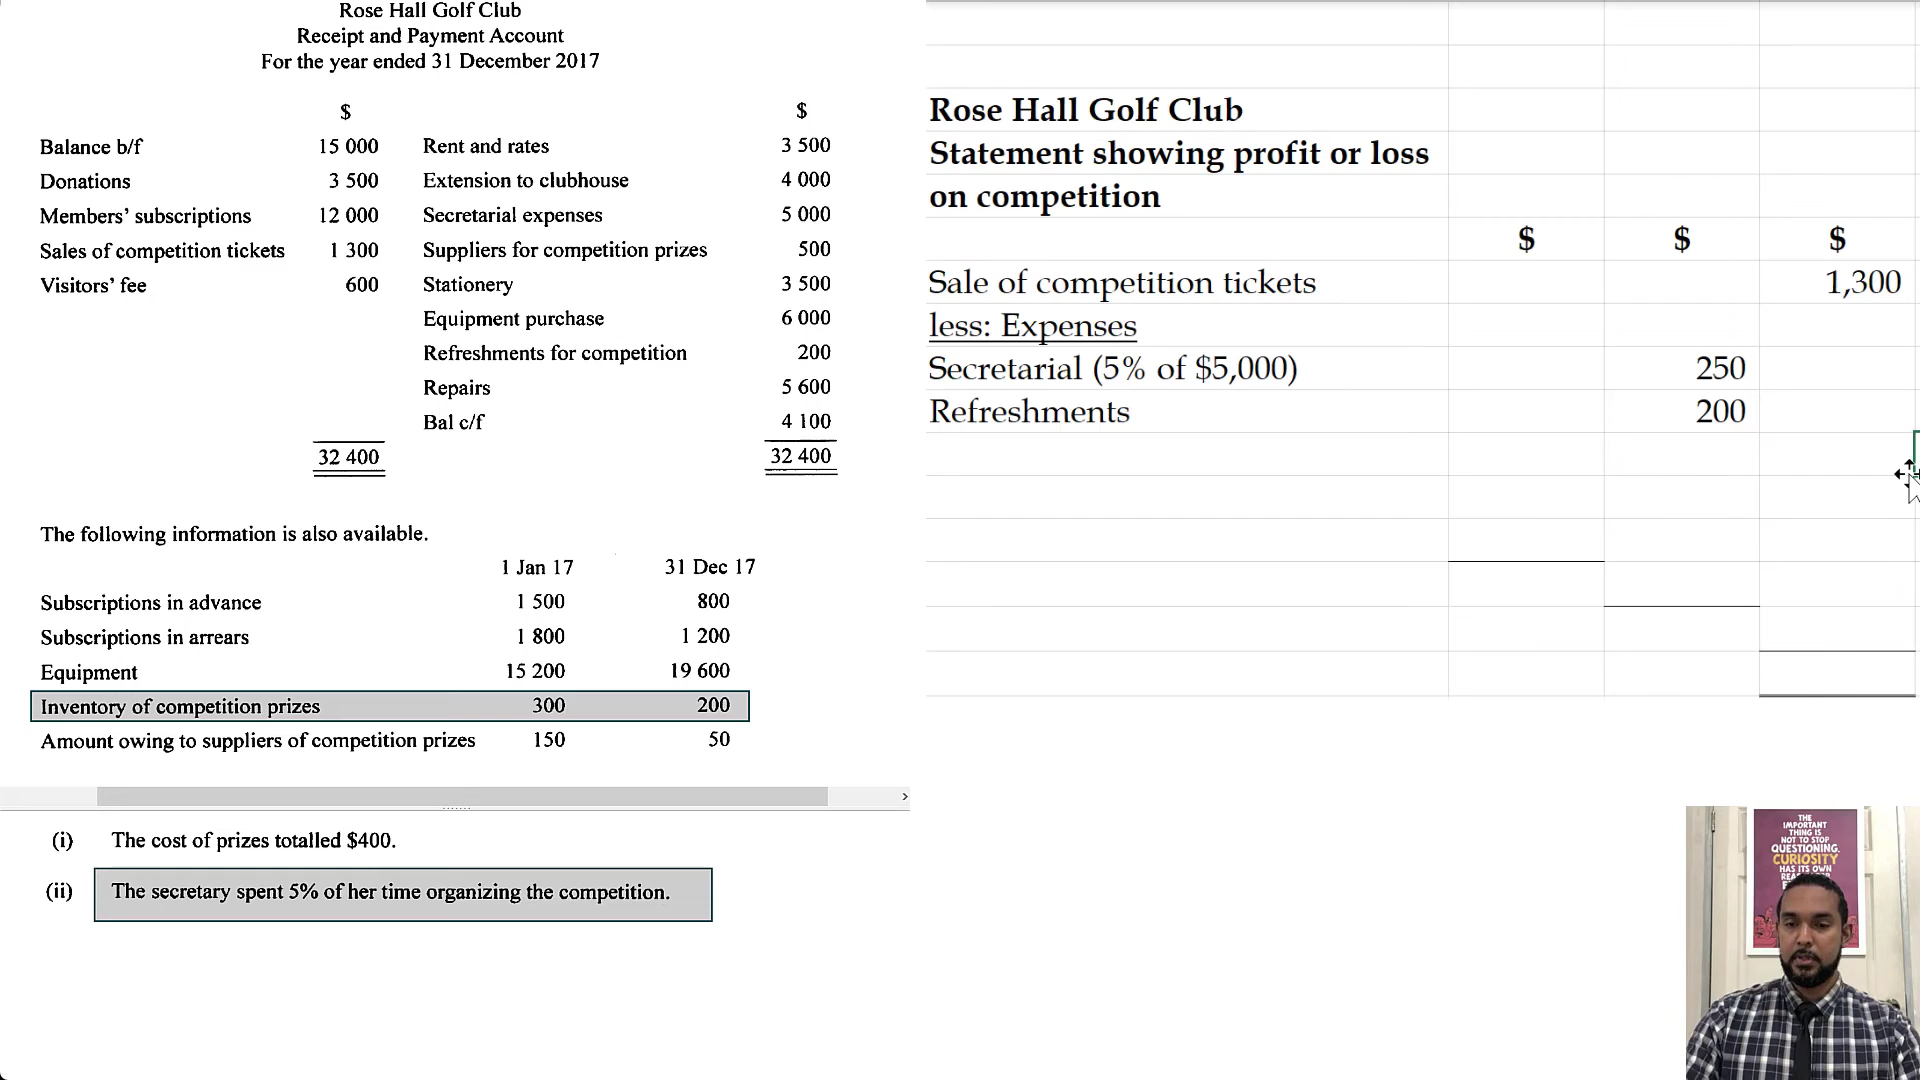 Rose Hall Golf Club
Receipt and Payment Account
For the year ended 31 December 2017
$ $
Balance b/f 15 000 Rent and rates 3 500
Donations 3 500 Extension to clubhouse 4 000
Members' subscriptions 12 000 Secretarial expenses 5 000
Sales of competition tickets 1 300 Suppliers for competition prizes 500
Visitors' fee 600 Stationery 3 500
Equipment purchase 6 000
Refreshments for competition 200
Repairs 5 600
Bal c/f 4 100
32 400 32 400
The following information is also available.
1 Jan 17 31 Dec 17
Subscriptions in advance 1 500 800
Subscriptions in arrears 1 800 1 200
Equipment 15 200 19 600
Inventory of competition prizes 300 200
Amount owing to suppliers of competition prizes 150 50
(i) The cost of prizes totalled $400.
(ii) The secretary spent 5% of her time organizing the competition.
Rose Hall Golf Club
Statement showing profit or loss
on competition
$ $ $
Sale of competition tickets 1,300
less: Expenses
Secretarial (5% of $5,000) 250
Refreshments 200
THE
IMPORTANT
THING IS
NOT TO STOP
QUESTIONING.
CURIOSITY
HAS ITS OWN